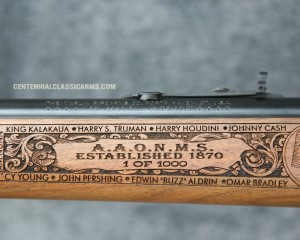 CENTENNIALCLASSICARMS.COM
KING KALAKAUA • HARRY S. TRUMAN • HARRY HOUDINI • JOHNNY CASH
A.A.O.N.M.S.
ESTABLISHED 1870
1 OF 1000
CY YOUNG • JOHN PERSHING • EDWIN "BUZZ" ALDRIN • OMAR BRADLEY